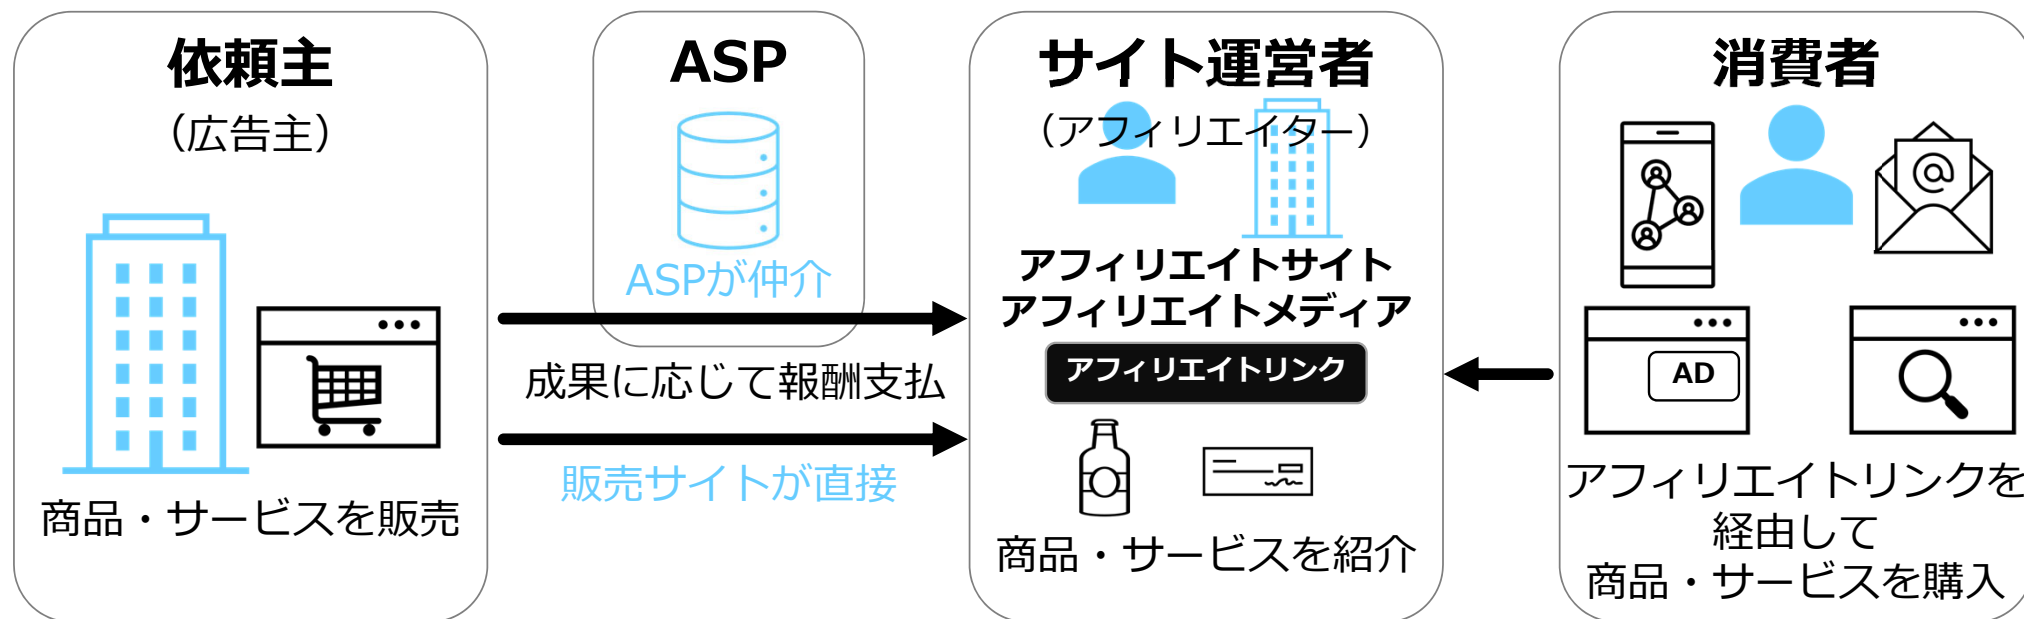 依頼主
（広告主）
商品・サービスを販売
ASP
ASPが仲介
成果に応じて報酬支払
販売サイトが直接
サイト運営者
（アフィリエイター）
アフィリエイトサイト
アフィリエイトメディア
アフィリエイトリンク
商品・サービスを紹介
消費者
@
AD
アフィリエイトリンクを
経由して
商品・サービスを購入